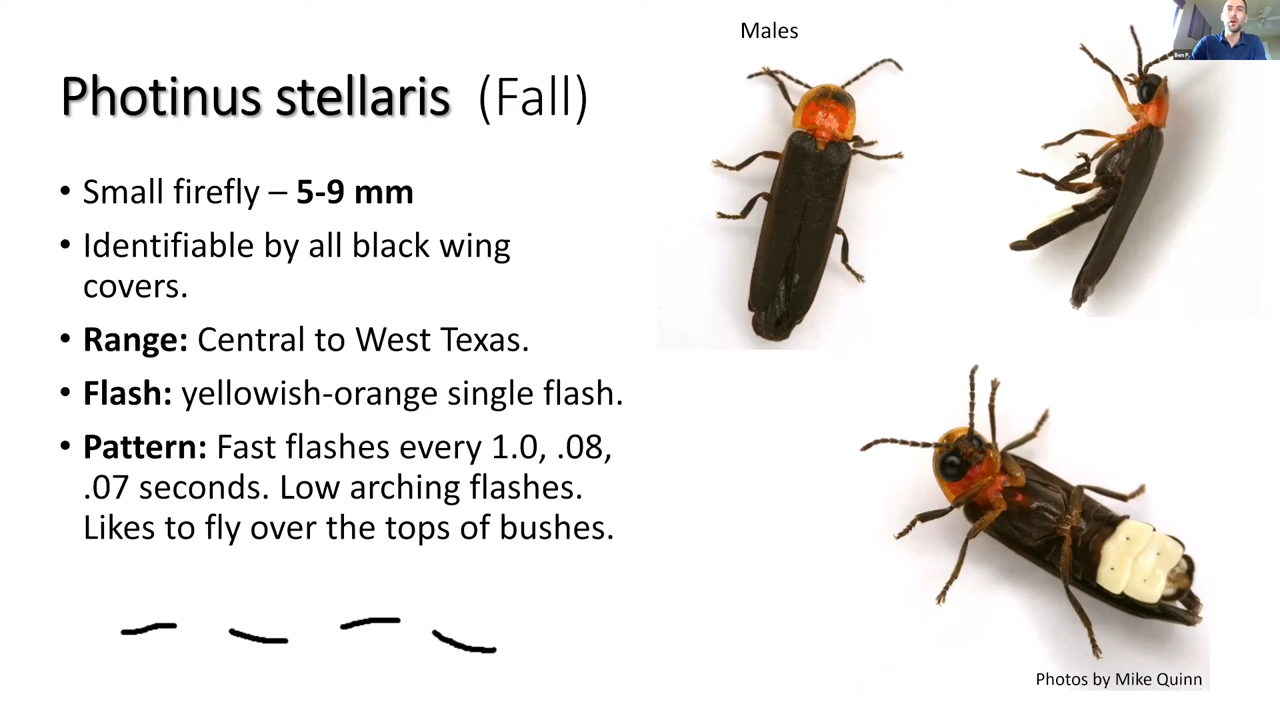 Males
Photinus stellaris (Fall)
• Small firefly – 5-9 mm
• Identifiable by all black wing
covers.
• Range: Central to West Texas.
• Flash: yellowish-orange single flash.
• Pattern: Fast flashes every 1.0, .08,
.07 seconds. Low arching flashes.
Likes to fly over the tops of bushes.
Photos by Mike Quinn
Ben P.